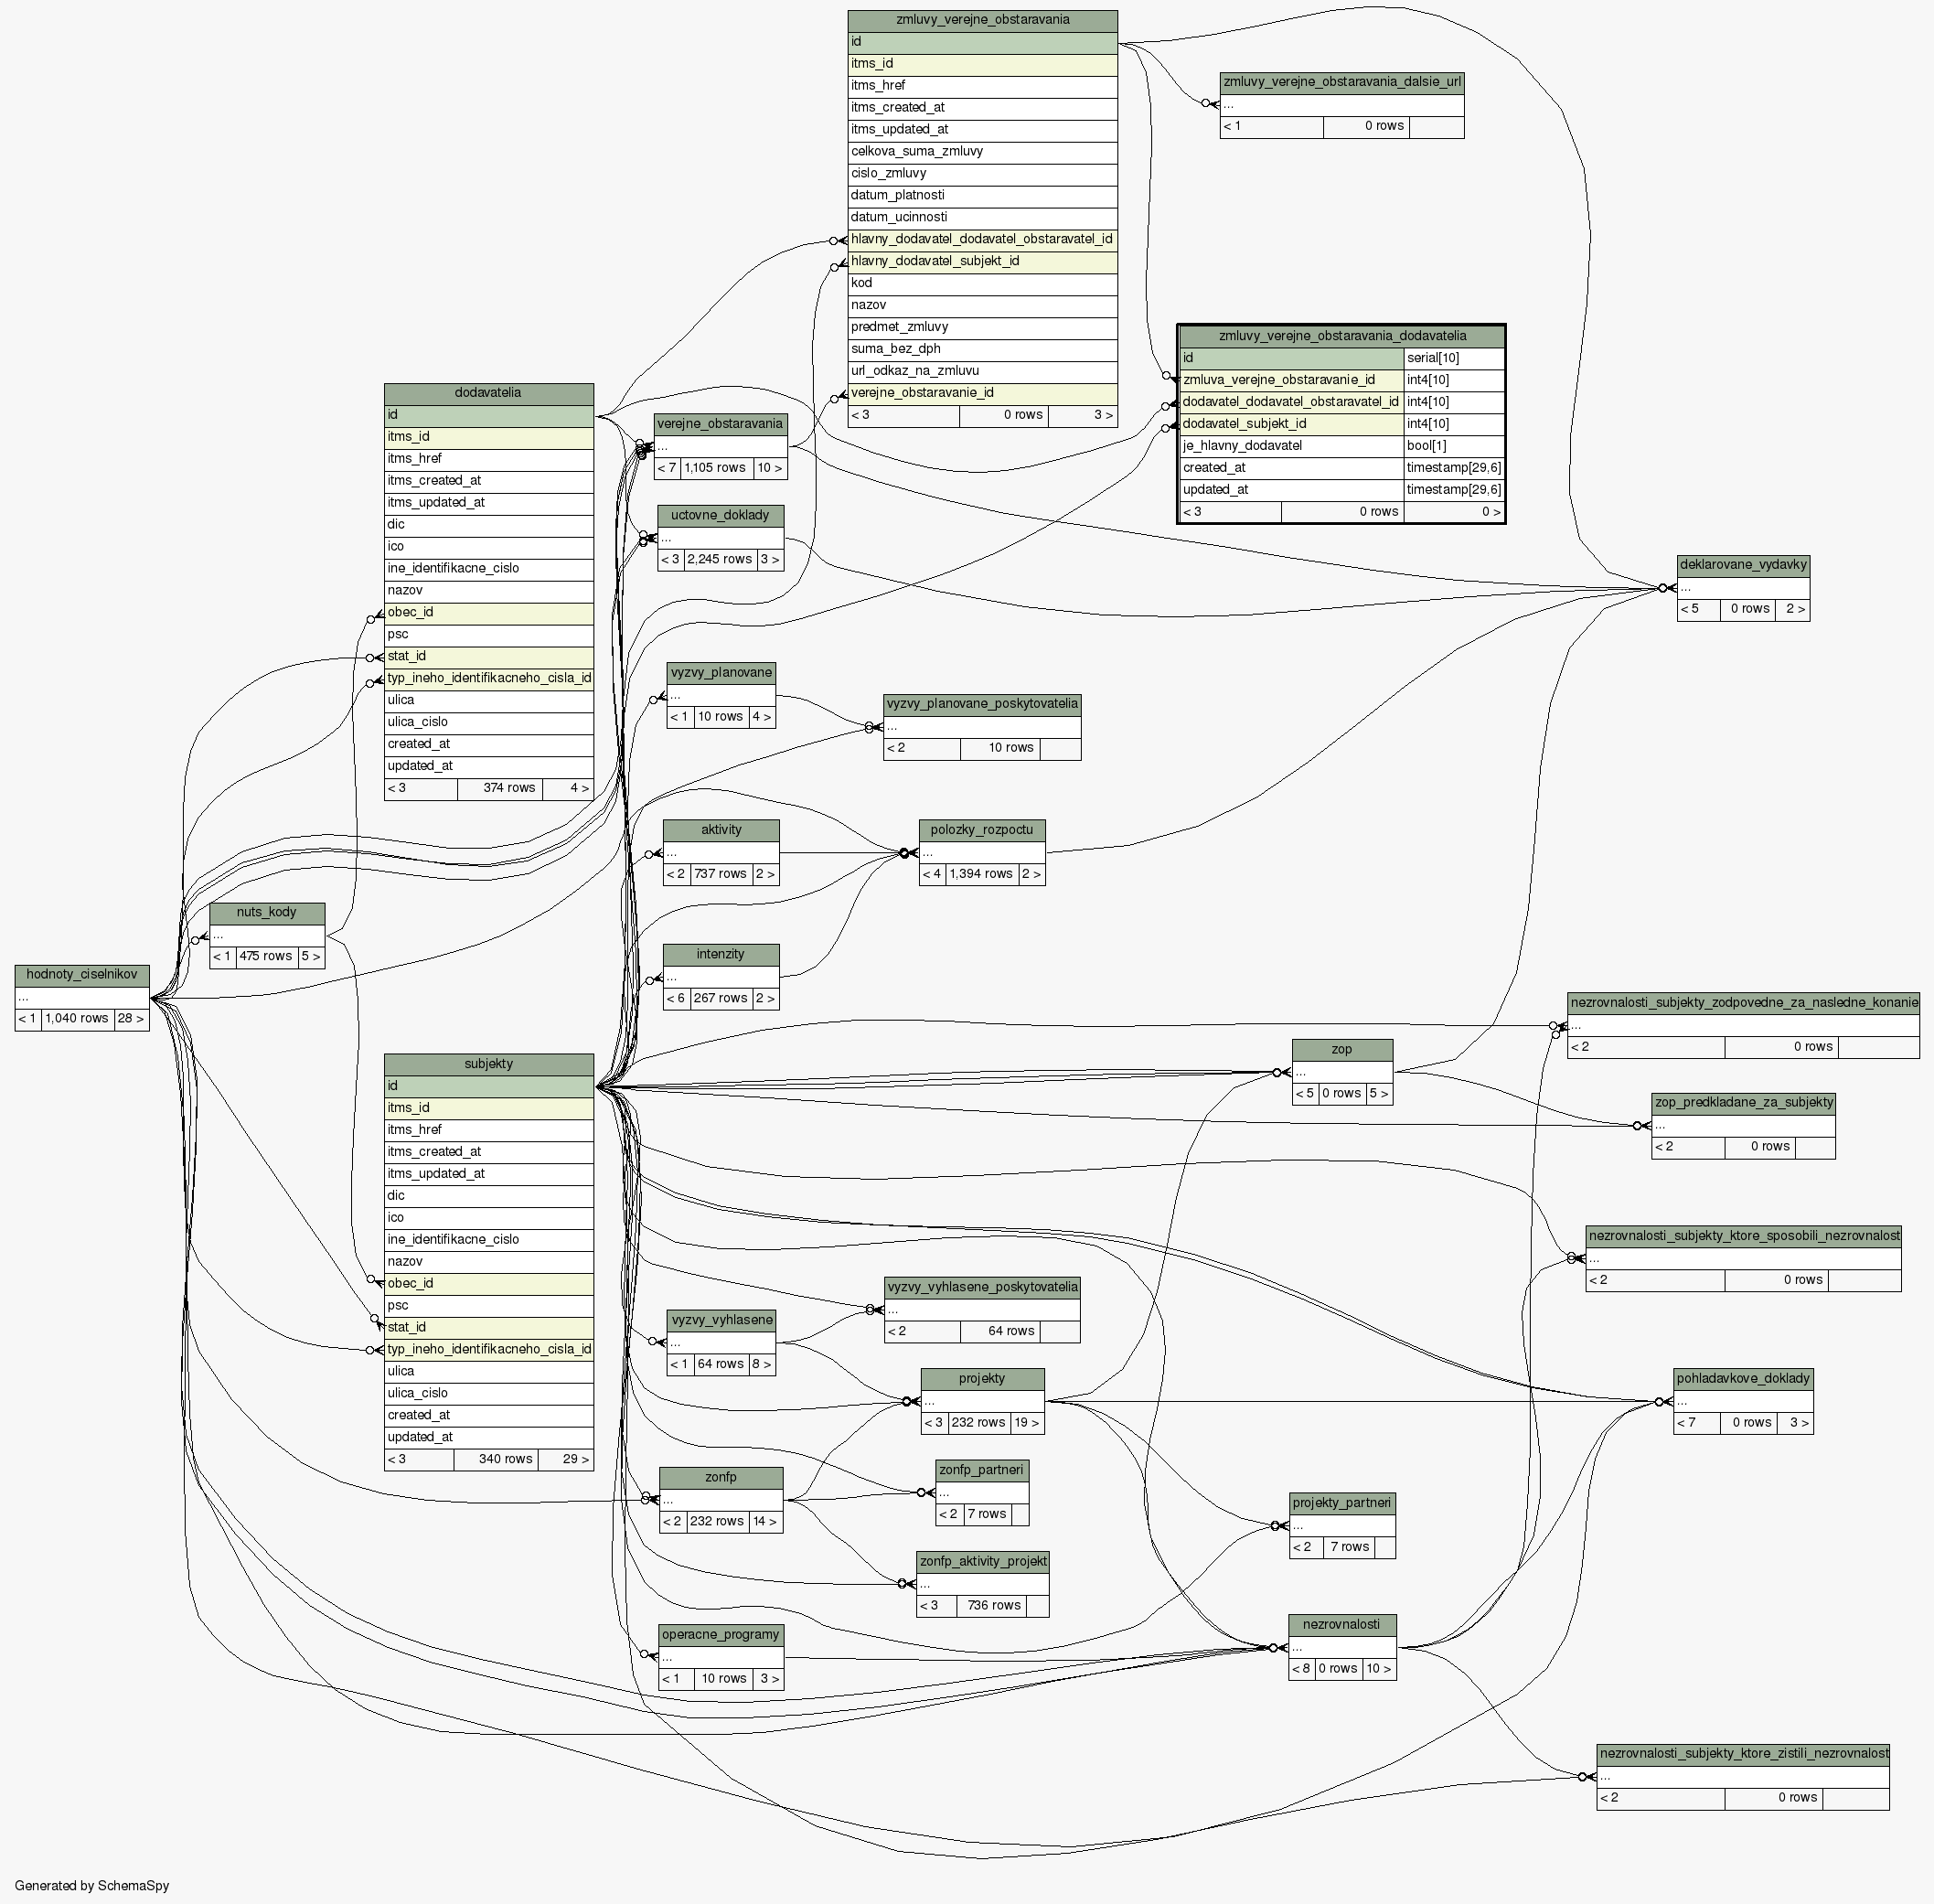 zmluvy_verejne_obstaravania
id
itms_id
itms_href
itms_created_at
itms_updated_at
celkova_suma_zmluvy
cislo_zmluvy
datum_platnosti
datum_ucinnosti
hlavny_dodavatel_dodavatel_obstaravatel_id
hlavny_dodavatel_subjekt_id
kod
nazov
predmet_zmluvy
suma_bez_dph
url_odkaz_na_zmluvu
verejne_obstaravanie_id
< 3 0 rows 3 >
zmluvy_verejne_obstaravania_dalsie_url
...
< 1 0 rows
zmluvy_verejne_obstaravania_dodavatelia
id serial[10]
zmluva_verejne_obstaravanie_id int4[10]
dodavatel_dodavatel_obstaravatel_id int4[10]
dodavatel_subjekt_id int4[10]
je_hlavny_dodavatel bool[1]
created_at timestamp[29,6]
updated_at timestamp[29,6]
< 3 0 rows 0 >
dodavatelia
id
itms_id
itms_href
itms_created_at
itms_updated_at
dic
ico
ine_identifikacne_cislo
nazov
obec_id
psc
stat_id
typ_ineho_identifikacneho_cisla_id
ulica
ulica_cislo
created_at
updated_at
< 3 374 rows 4 >
verejne_obstaravania
...
< 7 1,105 rows 10 >
uctovne_doklady
...
< 3 2,245 rows 3 >
deklarovane_vydavky
...
< 5 0 rows 2 >
vyzvy_planovane
...
< 1 10 rows 4 >
vyzvy_planovane_poskytovatelia
...
< 2 10 rows
aktivity
...
< 2 737 rows 2 >
polozky_rozpoctu
...
< 4 1,394 rows 2 >
nuts_kody
...
< 1 475 rows 5 >
intenzity
...
< 6 267 rows 2 >
hodnoty_ciselnikov
...
< 1 1,040 rows 28 >
nezrovnalosti_subjekty_zodpovedne_za_nasledne_konanie
...
< 2 0 rows
zop
...
< 5 0 rows 5 >
zop_predkladane_za_subjekty
...
< 2 0 rows
subjekty
id
itms_id
itms_href
itms_created_at
itms_updated_at
dic
ico
ine_identifikacne_cislo
nazov
obec_id
psc
stat_id
typ_ineho_identifikacneho_cisla_id
ulica
ulica_cislo
created_at
updated_at
< 3 340 rows 29 >
nezrovnalosti_subjekty_ktore_sposobili_nezrovnalost
...
< 2 0 rows
vyzvy_vyhlasene_poskytovatelia
...
< 2 64 rows
vyzvy_vyhlasene
...
< 1 64 rows 8 >
projekty
...
< 3 232 rows 19 >
pohladavkove_doklady
...
< 7 0 rows 3 >
zonfp
...
< 2 232 rows 14 >
zonfp_partneri
...
< 2 7 rows
projekty_partneri
...
< 2 7 rows
zonfp_aktivity_projekt
...
< 3 736 rows
operacne_programy
...
< 1 10 rows 3 >
nezrovnalosti
...
< 8 0 rows 10 >
nezrovnalosti_subjekty_ktore_zistili_nezrovnalost
...
< 2 0 rows
Generated by SchemaSpy